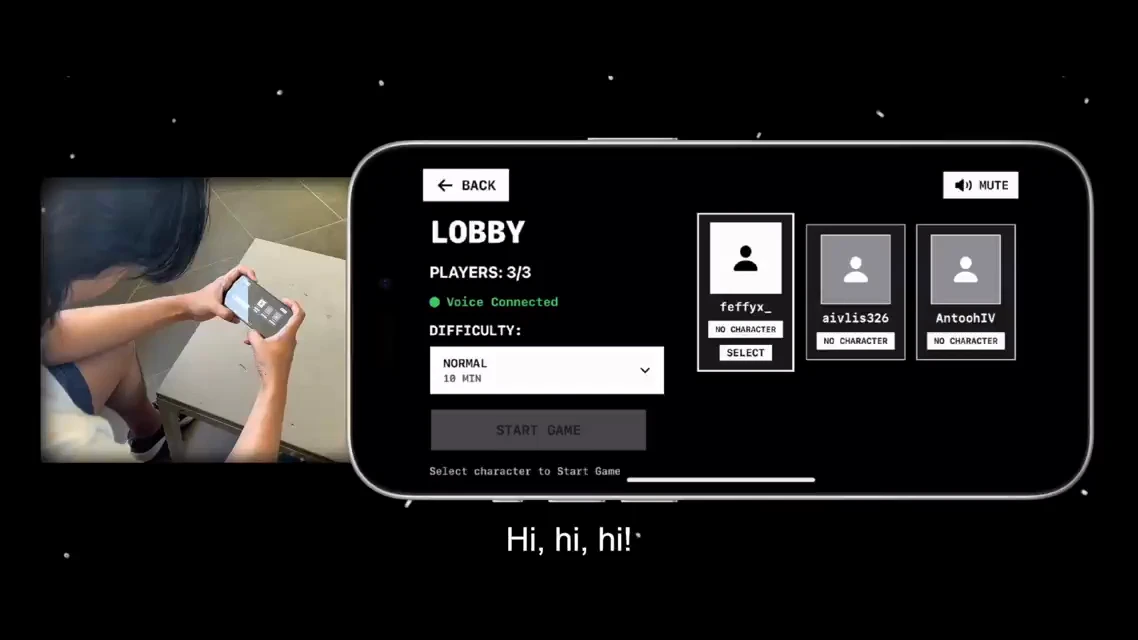 BACK
MUTE
LOBBY
PLAYERS: 3/3
Voice Connected
DIFFICULTY:
NORMAL
10 MIN
START GAME
Select character to Start Game
feffyx_
NO CHARACTER
SELECT
aivlis326
NO CHARACTER
AntoohIV
NO CHARACTER
Hi, hi, hi!